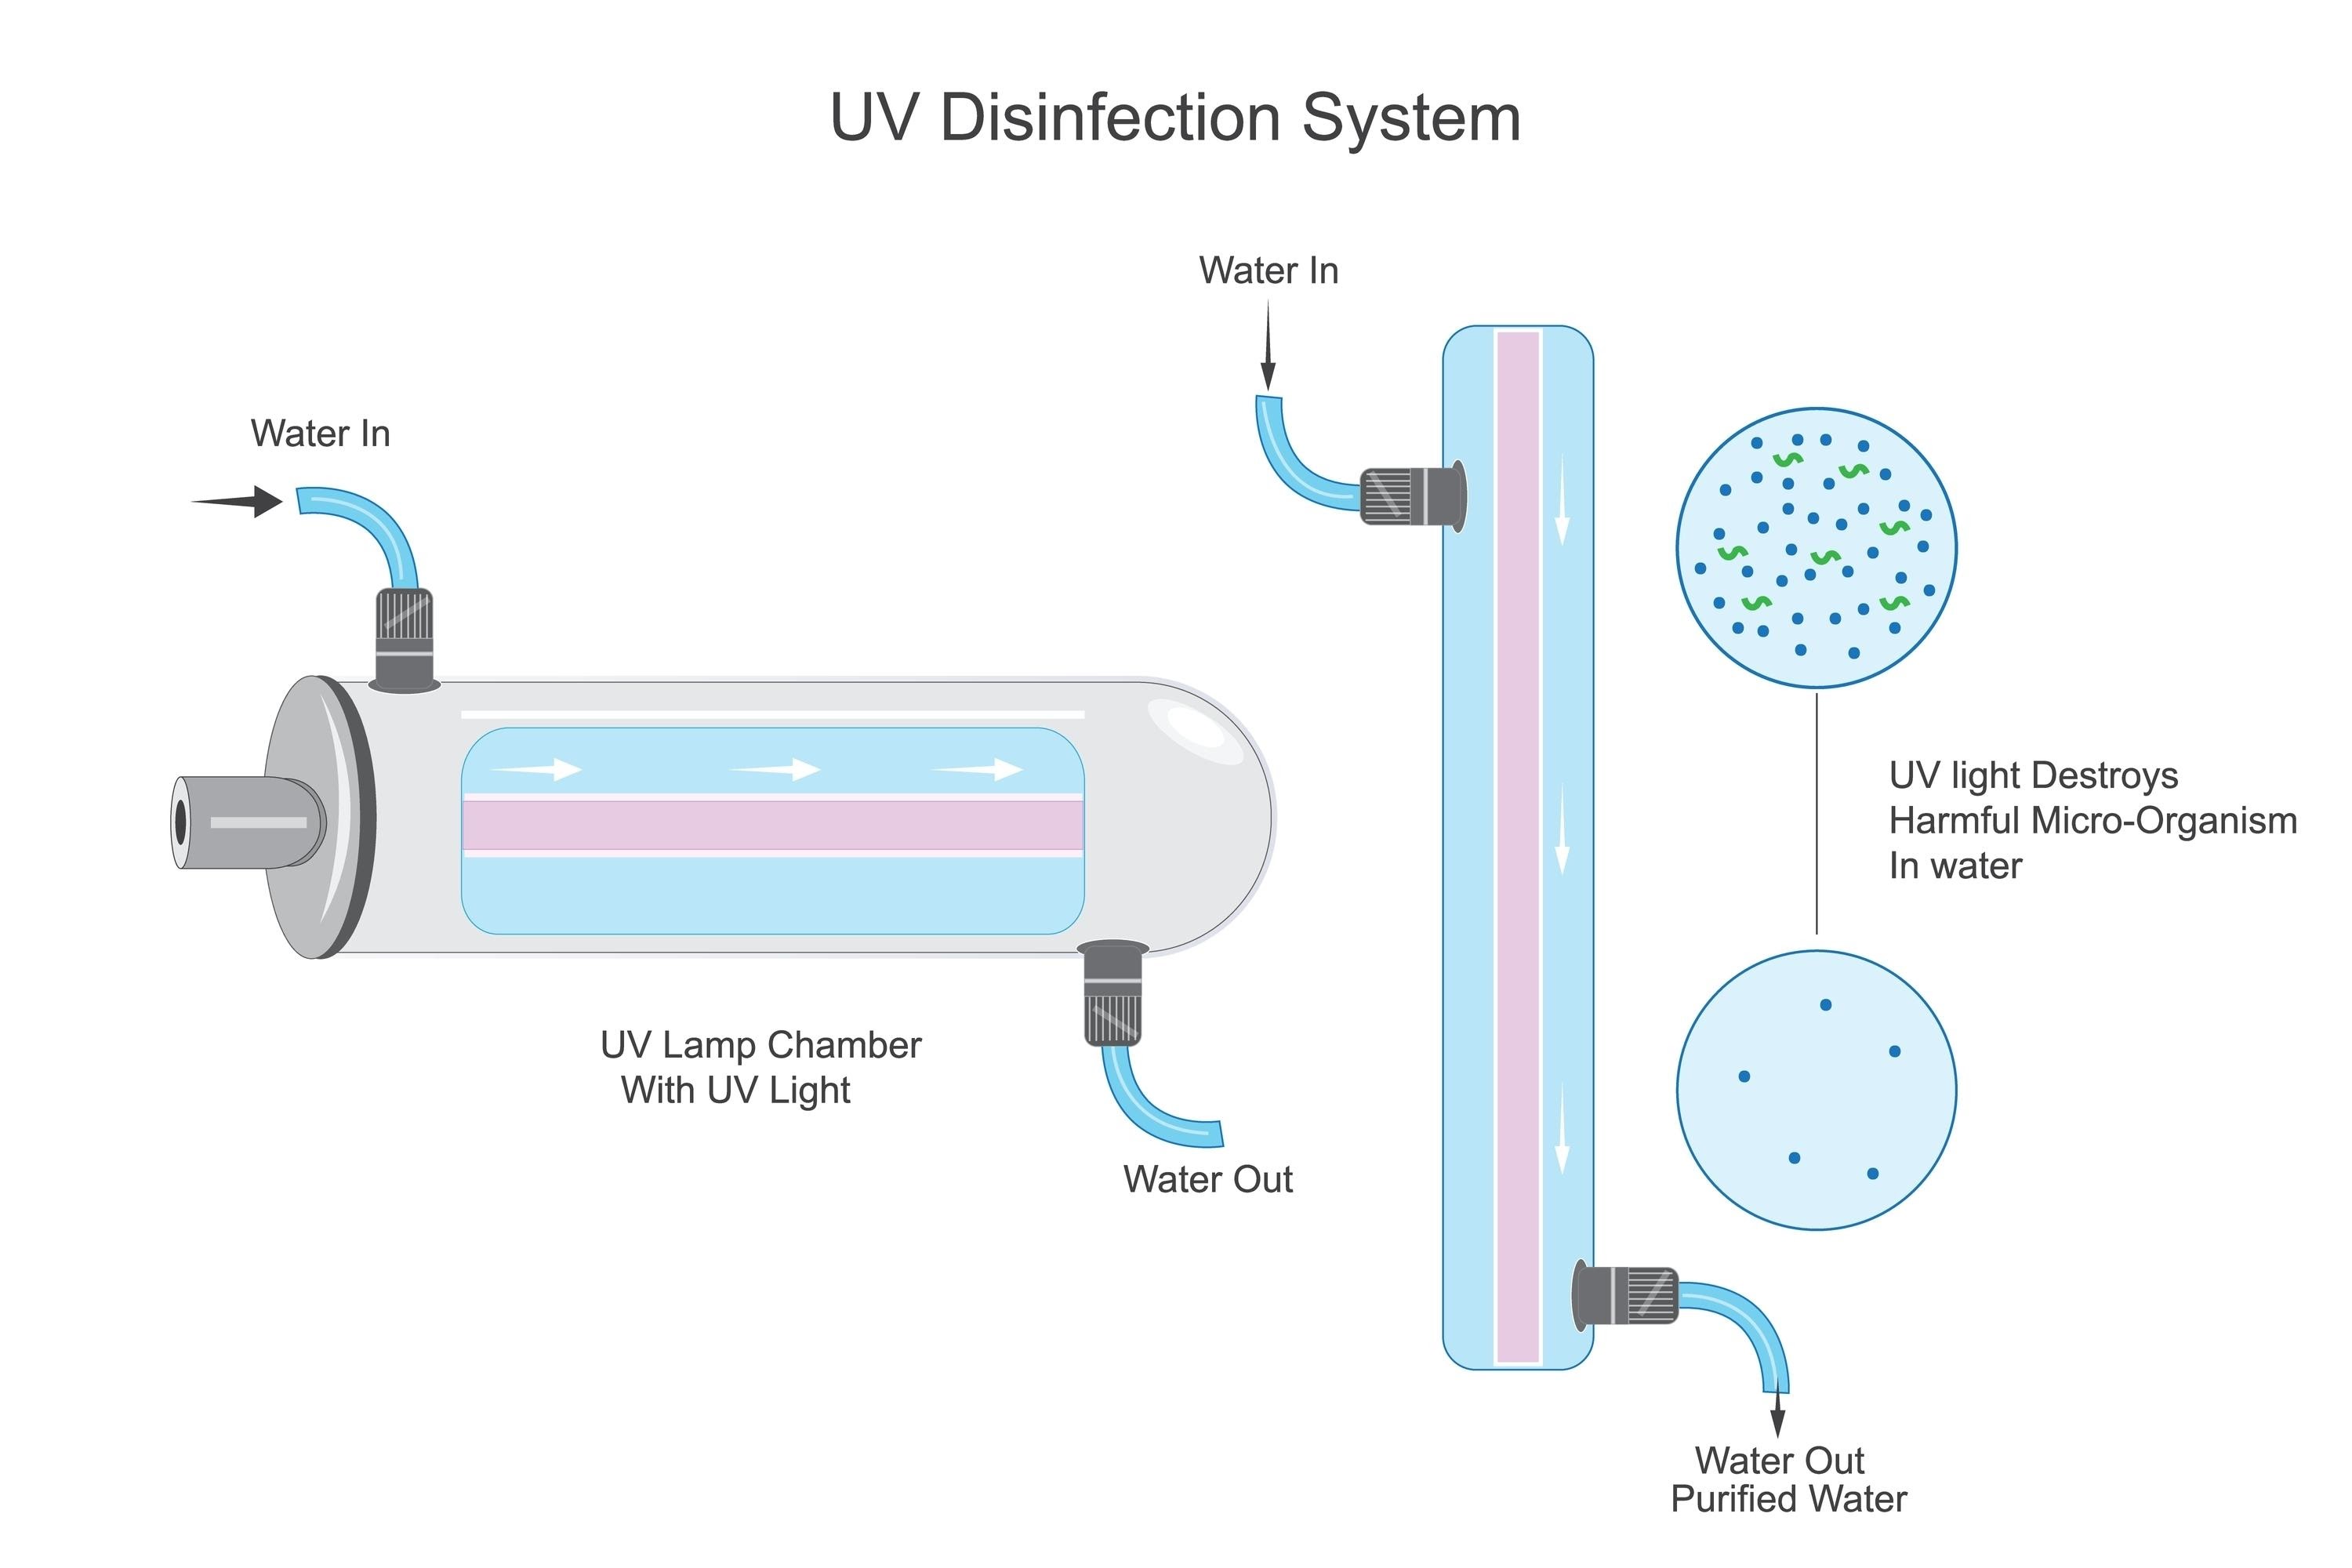 UV Disinfection System
Water In
Water In
UV light Destroys
Harmful Micro-Organism
In water
UV Lamp Chamber
With UV Light
Water Out
Water Out
Purified Water